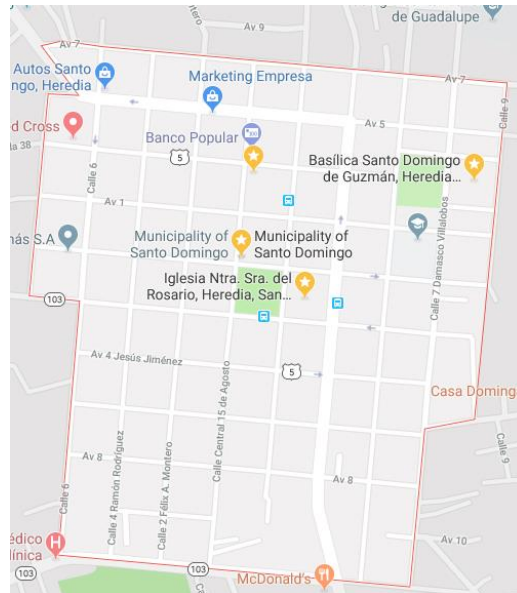 de Guadalupe
Av 9
Av 7
Autos Santo
ngo, Heredia
Marketing Empresa
Av 7
Calle 9
d Cross
Av 5
Banco Popular
38
5
Basílica Santo Domingo
de Guzmán, Heredia...
Calle 6
Av 1
Calle 7 Damasco Villalobos
ás S.A
Municipality of
Santo Domingo
Municipality of
Santo Domingo
Iglesia Ntra. Sra. del
Rosario, Heredia, San...
103
Av 4 Jesús Jiménez
5
Calle Central 15 de Agosto
Casa Doming
Calle 9
Av 8
Calle 4 Ramón Rodríguez
Calle 2 Félix A. Montero
Calle 6
Av 8
Av 10
édico
línica
103
103
McDonald's